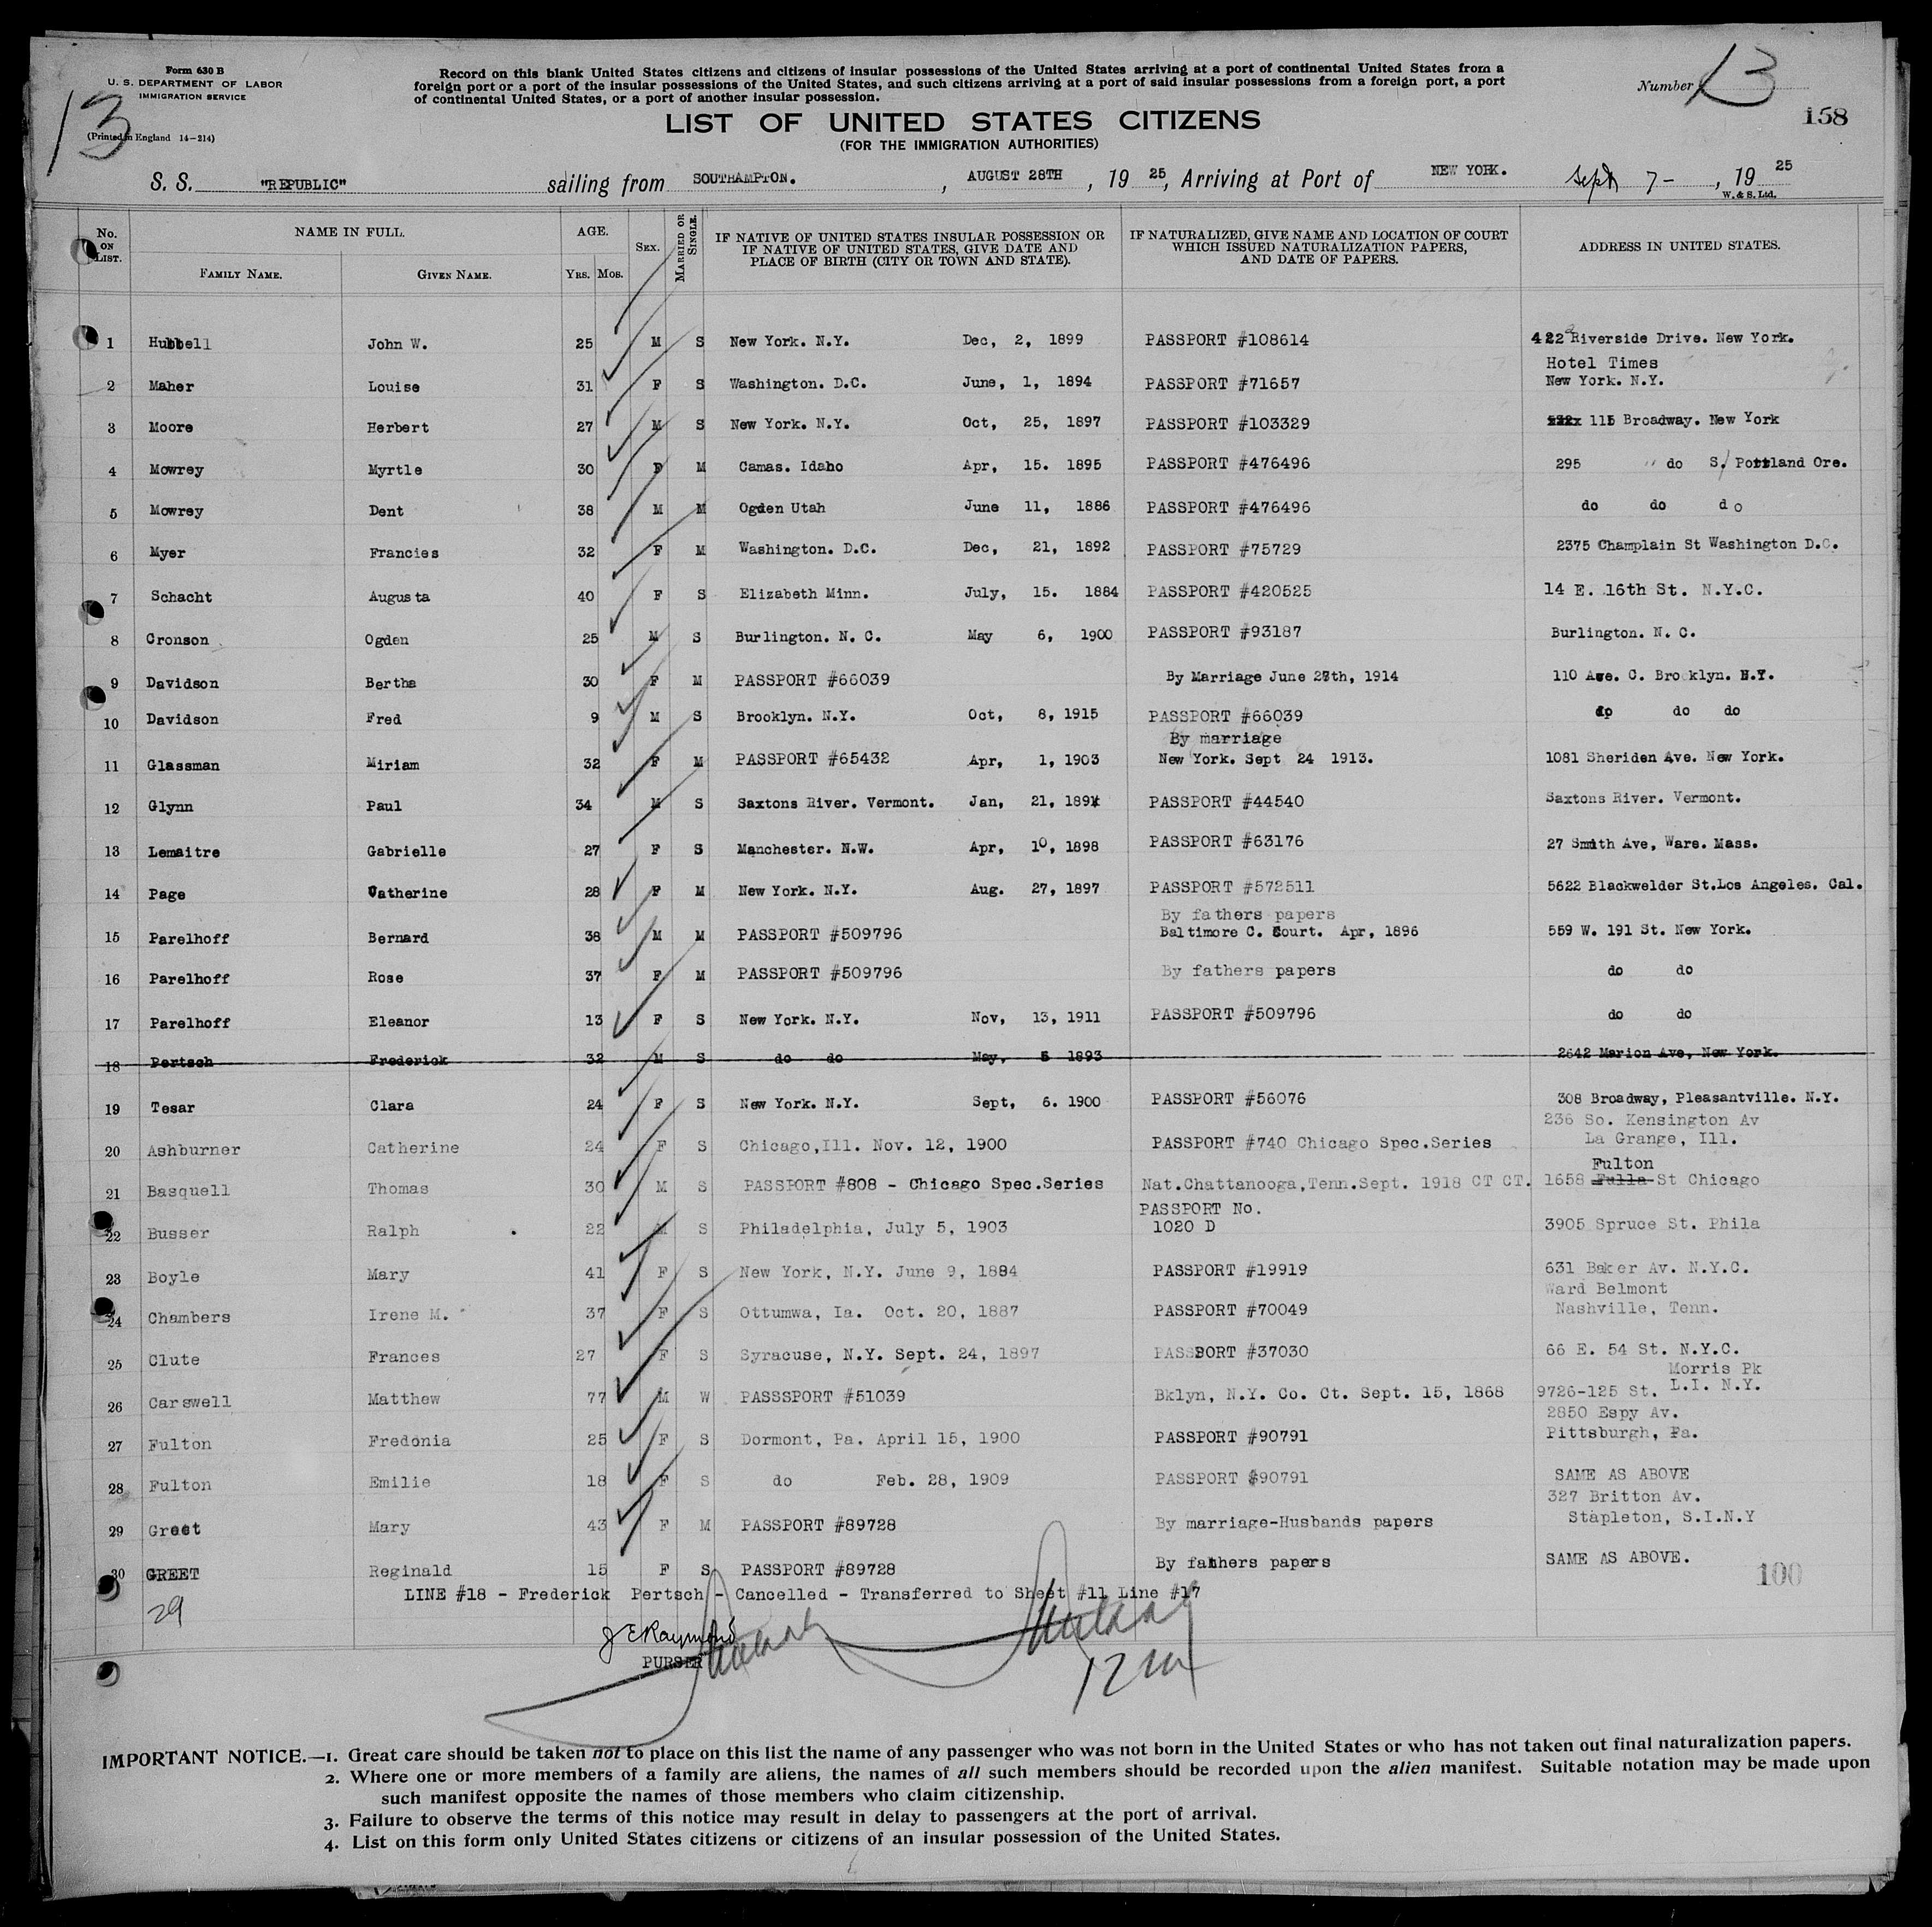 Form 630 B
U. S. DEPARTMENT OF LABOR
IMMIGRATION SERVICE
(Printed in England 14-214)
13
Record on this blank United States citizens and citizens of insular possessions of the United States arriving at a port of continental United States from a
foreign port or a port of the insular possessions of the United States, and such citizens arriving at a port of said insular possessions from a foreign port, a port
of continental United States, or a port of another insular possession.
Number 13
158
LIST OF UNITED STATES CITIZENS
(FOR THE IMMIGRATION AUTHORITIES)
S. S. "REPUBLIC" sailing from SOUTHAMPTON. , AUGUST 28TH , 19 25, Arriving at Port of NEW YORK. Sept 7 - , 19 25
W. & S. Ltd.
No. ON LIST. NAME IN FULL. AGE. SEX. MARRIED OR SINGLE. IF NATIVE OF UNITED STATES INSULAR POSSESSION OR IF NATIVE OF UNITED STATES, GIVE DATE AND PLACE OF BIRTH (CITY OR TOWN AND STATE). IF NATURALIZED, GIVE NAME AND LOCATION OF COURT WHICH ISSUED NATURALIZATION PAPERS, AND DATE OF PAPERS. ADDRESS IN UNITED STATES.
FAMILY NAME. GIVEN NAME. YRS. MOS.
1 Hubbell John W. 25 M S New York. N.Y. Dec, 2, 1899 PASSPORT #108614 422 Riverside Drive. New York.
Hotel Times
2 Maher Louise 31 F S Washington. D.C. June, 1, 1894 PASSPORT #71657 New York. N.Y.
3 Moore Herbert 27 M S New York. N.Y. Oct, 25, 1897 PASSPORT #103329 115 Broadway. New York
4 Mowrey Myrtle 30 F M Camas. Idaho Apr, 15. 1895 PASSPORT #476496 295 " do S. Portland Ore.
5 Mowrey Dent 38 M M Ogden Utah June 11, 1886 PASSPORT #476496 do do do
6 Myer Francies 32 F M Washington. D.C. Dec, 21, 1892 PASSPORT #75729 2375 Champlain St Washington D.C.
7 Schacht Augusta 40 F S Elizabeth Minn. July, 15. 1884 PASSPORT #420525 14 E. 16th St. N.Y.C.
8 Cronson Ogden 25 M S Burlington. N. C. May 6, 1900 PASSPORT #93187 Burlington. N. C.
9 Davidson Bertha 30 F M PASSPORT #66039 By Marriage June 27th, 1914 110 Ave. C. Brooklyn. N.Y.
10 Davidson Fred 9 M S Brooklyn. N.Y. Oct, 8, 1915 PASSPORT #66039 do do do
By marriage
11 Glassman Miriam 32 F M PASSPORT #65432 Apr, 1, 1903 New York. Sept 24 1913. 1081 Sheriden Ave. New York.
12 Glynn Paul 34 M S Saxtons River. Vermont. Jan, 21, 1891 PASSPORT #44540 Saxtons River. Vermont.
13 Lemaitre Gabrielle 27 F S Manchester. N.W. Apr, 10, 1898 PASSPORT #63176 27 Smith Ave, Ware. Mass.
14 Page Catherine 28 F M New York. N.Y. Aug. 27, 1897 PASSPORT #572511 5622 Blackwelder St.Los Angeles. Cal.
By fathers papers
15 Parelhoff Bernard 38 M M PASSPORT #509796 Baltimore C. Court. Apr, 1896 559 W. 191 St. New York.
16 Parelhoff Rose 37 F M PASSPORT #509796 By fathers papers do do
17 Parelhoff Eleanor 13 F S New York. N.Y. Nov, 13, 1911 PASSPORT #509796 do do
18 Pertsch Frederick 32 M S do do May, 5 1893 2642 Marion Ave, New York.
19 Tesar Clara 24 F S New York. N.Y. Sept, 6. 1900 PASSPORT #56076 308 Broadway, Pleasantville. N.Y.
236 So. Kensington Av
20 Ashburner Catherine 24 F S Chicago,Ill. Nov. 12, 1900 PASSPORT #740 Chicago Spec.Series La Grange, Ill.
Fulton
21 Basquell Thomas 30 M S PASSPORT #808 - Chicago Spec.Series Nat.Chattanooga,Tenn.Sept. 1918 CT CT. 1658 Fulla St Chicago
PASSPORT No.
22 Busser Ralph 22 M S Philadelphia, July 5, 1903 1020 D 3905 Spruce St. Phila
23 Boyle Mary 41 F S New York, N.Y. June 9, 1884 PASSPORT #19919 631 Baker Av. N.Y.C.
Ward Belmont
24 Chambers Irene M. 37 F S Ottumwa, Ia. Oct. 20, 1887 PASSPORT #70049 Nashville, Tenn.
25 Clute Frances 27 F S Syracuse, N.Y. Sept. 24, 1897 PASSPORT #37030 66 E. 54 St. N.Y.C.
Morris Pk
26 Carswell Matthew 77 M W PASSSPORT #51039 Bklyn, N.Y. Co. Ct. Sept. 15, 1868 9726-125 St. L.I. N.Y.
2850 Espy Av.
27 Fulton Fredonia 25 F S Dormont, Pa. April 15, 1900 PASSPORT #90791 Pittsburgh, Pa.
28 Fulton Emilie 18 F S do Feb. 28, 1909 PASSPORT #90791 SAME AS ABOVE
327 Britton Av.
29 Greet Mary 43 F M PASSPORT #89728 By marriage-Husbands papers Stapleton, S.I.N.Y
30 GREET Reginald 15 F S PASSPORT #89728 By fathers papers SAME AS ABOVE.
100
LINE #18 - Frederick Pertsch - Cancelled - Transferred to Sheet #11 Line #17
29
J E Raymond
PURSER
IMPORTANT NOTICE.—1. Great care should be taken not to place on this list the name of any passenger who was not born in the United States or who has not taken out final naturalization papers.
2. Where one or more members of a family are aliens, the names of all such members should be recorded upon the alien manifest. Suitable notation may be made upon
such manifest opposite the names of those members who claim citizenship.
3. Failure to observe the terms of this notice may result in delay to passengers at the port of arrival.
4. List on this form only United States citizens or citizens of an insular possession of the United States.